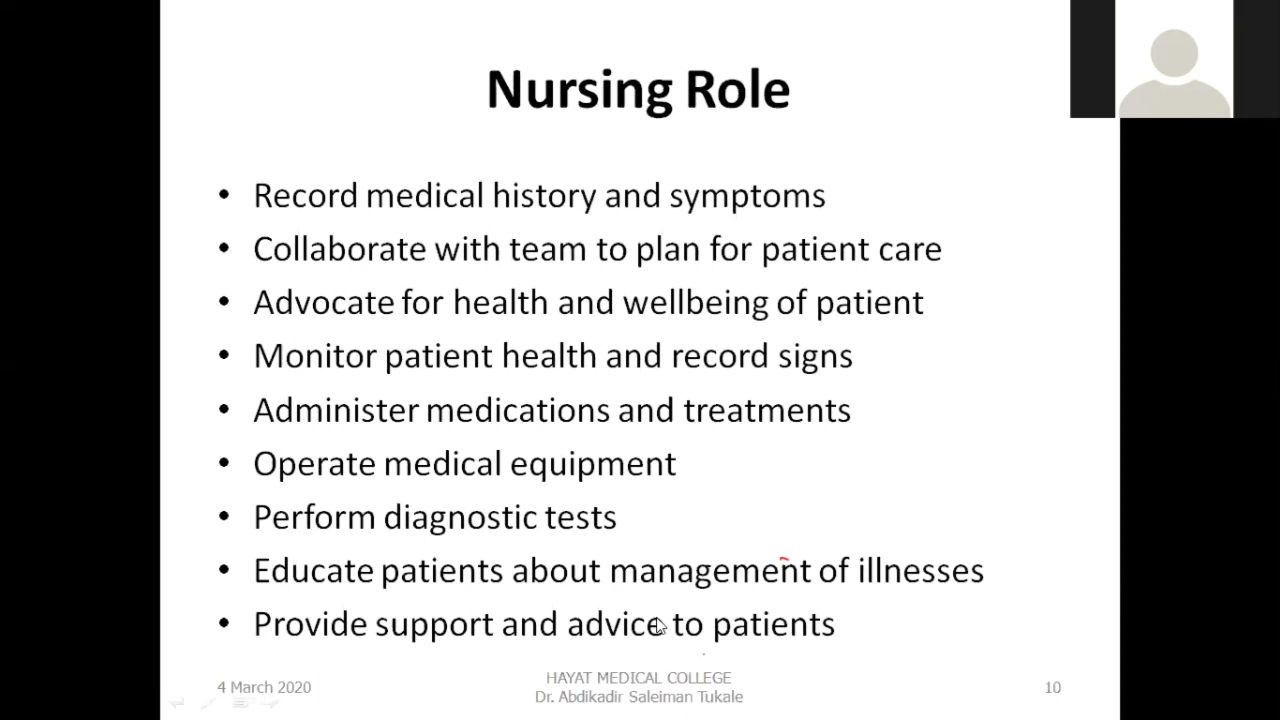 Nursing Role
• Record medical history and symptoms
• Collaborate with team to plan for patient care
• Advocate for health and wellbeing of patient
• Monitor patient health and record signs
• Administer medications and treatments
• Operate medical equipment
• Perform diagnostic tests
• Educate patients about management of illnesses
• Provide support and advice to patients
4 March 2020
HAYAT MEDICAL COLLEGE
Dr. Abdikadir Saleiman Tukale
10